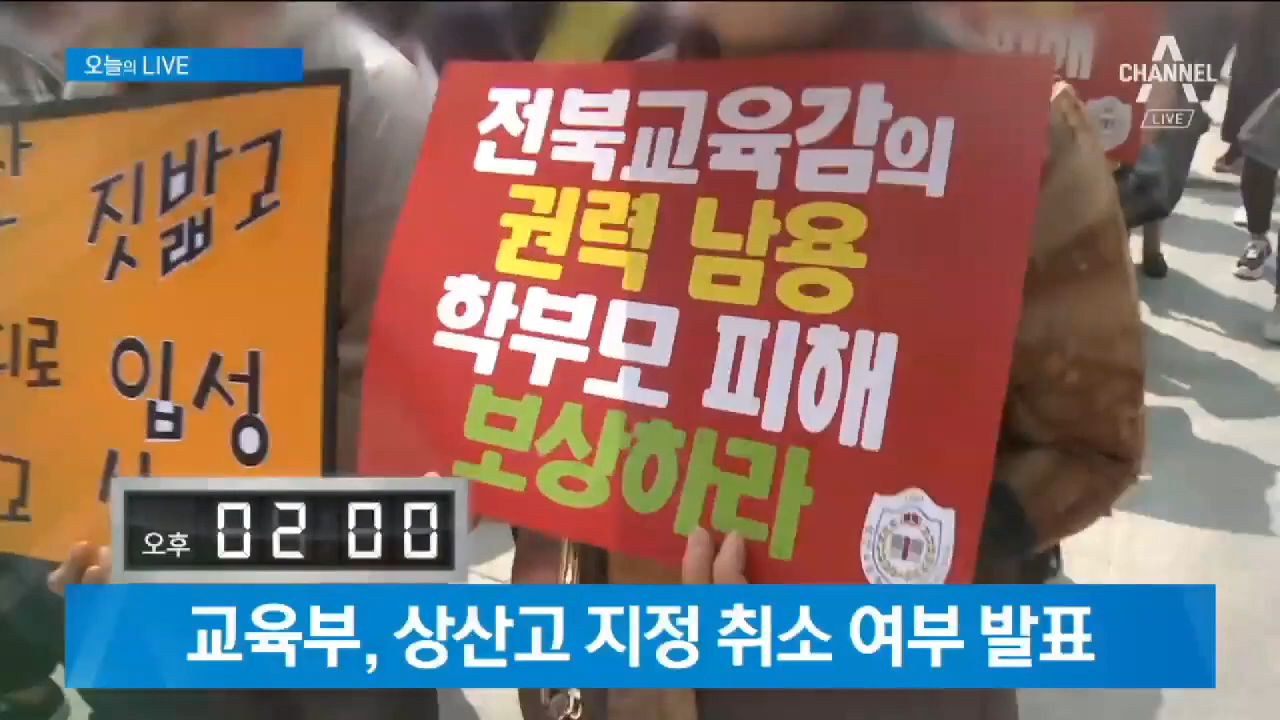 오늘의 LIVE
CHANNEL A
LIVE
전북교육감의
권력 남용
학부모 피해
보상하라
짓밟고
입성
오후 02 00
교육부, 상산고 지정 취소 여부 발표